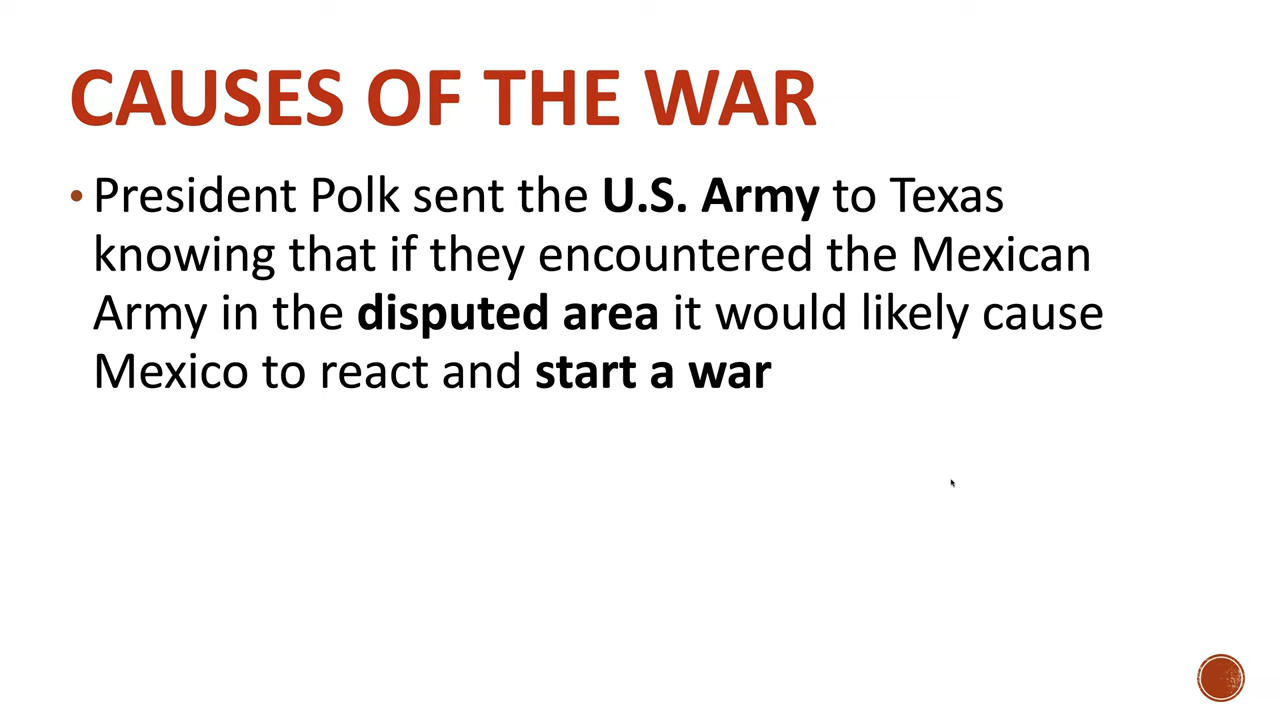 CAUSES OF THE WAR
• President Polk sent the U.S. Army to Texas
knowing that if they encountered the Mexican
Army in the disputed area it would likely cause
Mexico to react and start a war